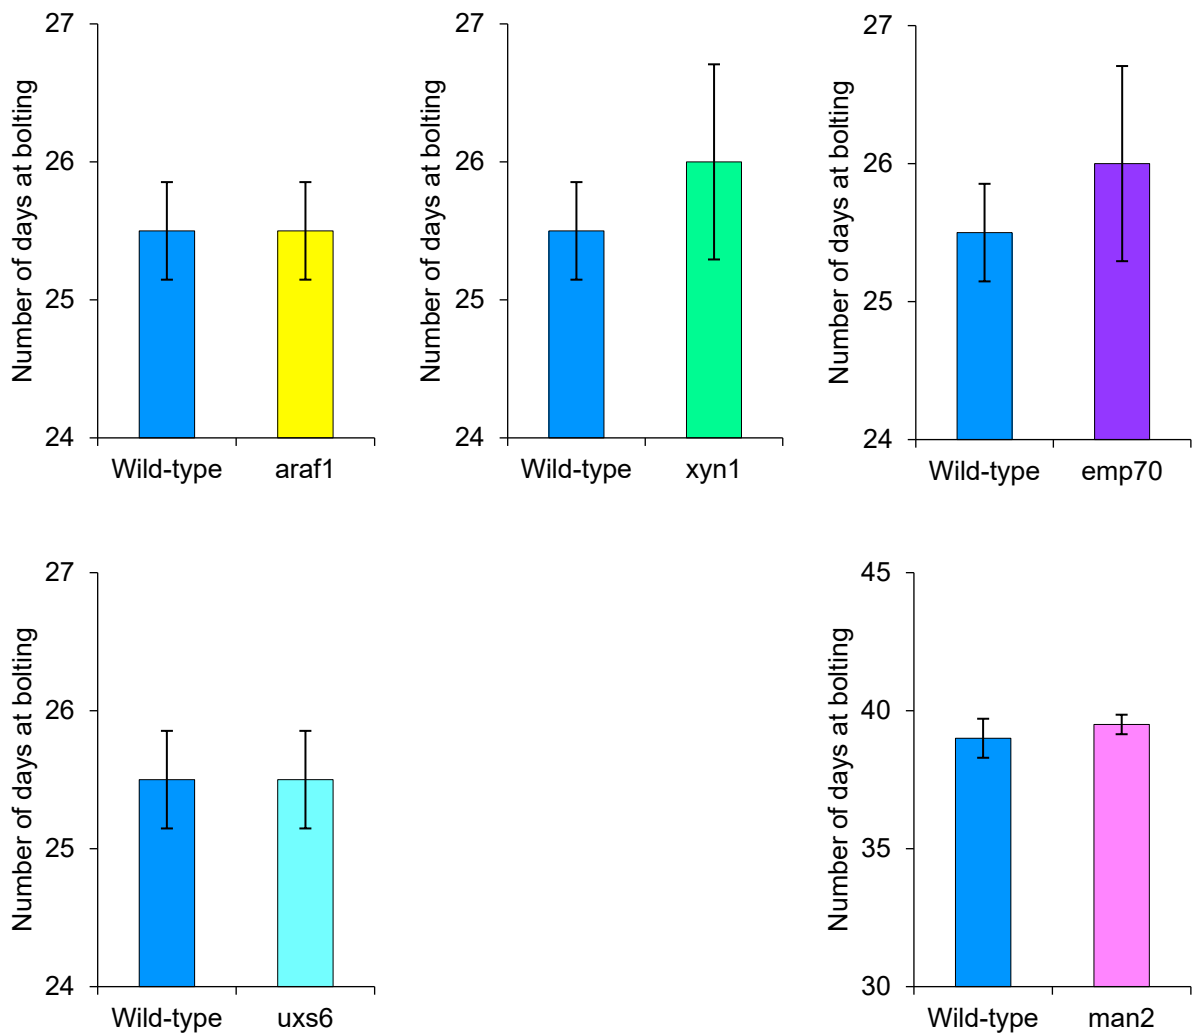 Number of days at bolting
27
26
25
24
Wild-type araf1
Number of days at bolting
27
26
25
24
Wild-type xyn1
Number of days at bolting
27
26
25
24
Wild-type emp70
Number of days at bolting
27
26
25
24
Wild-type uxs6
Number of days at bolting
45
40
35
30
Wild-type man2